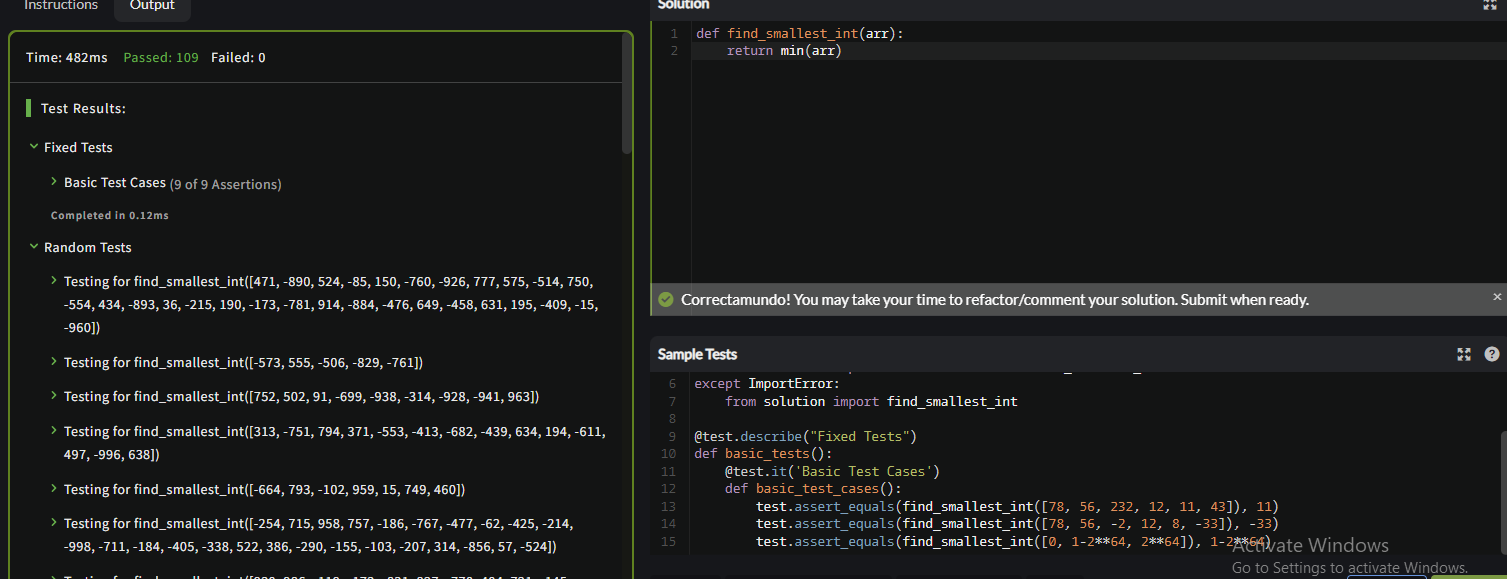 Instructions
Output
Time: 482ms Passed: 109 Failed: 0
Test Results:
Fixed Tests
Basic Test Cases (9 of 9 Assertions)
Completed in 0.12ms
Random Tests
Testing for find_smallest_int([471, -890, 524, -85, 150, -760, -926, 777, 575, -514, 750,
-554, 434, -893, 36, -215, 190, -173, -781, 914, -884, -476, 649, -458, 631, 195, -409, -15,
-960])
Testing for find_smallest_int([-573, 555, -506, -829, -761])
Testing for find_smallest_int([752, 502, 91, -699, -938, -314, -928, -941, 963])
Testing for find_smallest_int([313, -751, 794, 371, -553, -413, -682, -439, 634, 194, -611,
497, -996, 638])
Testing for find_smallest_int([-664, 793, -102, 959, 15, 749, 460])
Testing for find_smallest_int([-254, 715, 958, 757, -186, -767, -477, -62, -425, -214,
-998, -711, -184, -405, -338, 522, 386, -290, -155, -103, -207, 314, -856, 57, -524])
Solution
1 def find_smallest_int(arr):
2     return min(arr)
Correctamundo! You may take your time to refactor/comment your solution. Submit when ready.
Sample Tests
6 except ImportError:
7     from solution import find_smallest_int
8
9 @test.describe("Fixed Tests")
10 def basic_tests():
11     @test.it('Basic Test Cases')
12     def basic_test_cases():
13         test.assert_equals(find_smallest_int([78, 56, 232, 12, 11, 43]), 11)
14         test.assert_equals(find_smallest_int([78, 56, -2, 12, 8, -33]), -33)
15         test.assert_equals(find_smallest_int([0, 1-2**64, 2**64]), 1-2**64)
Activate Windows
Go to Settings to activate Windows.